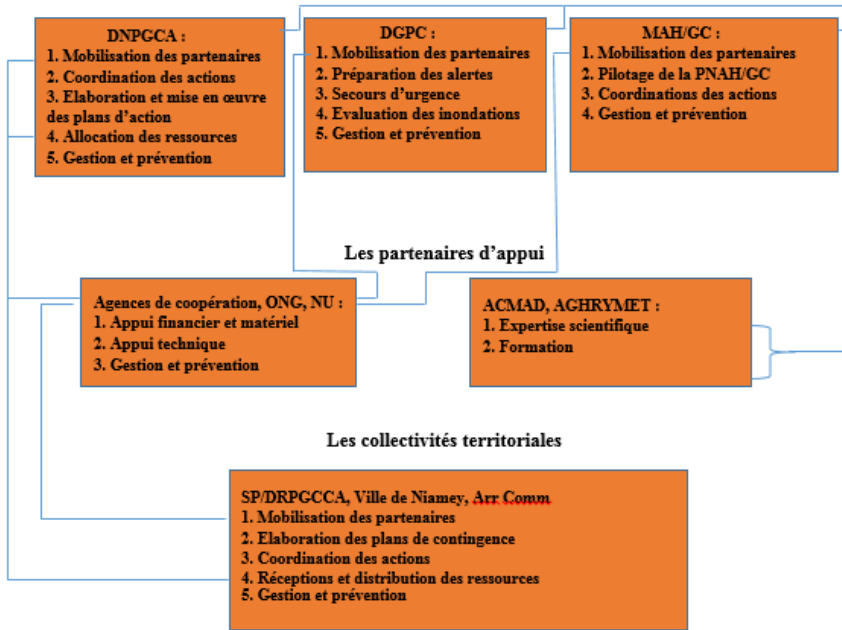 DNPGCA :
1. Mobilisation des partenaires
2. Coordination des actions
3. Elaboration et mise en œuvre
des plans d'action
4. Allocation des ressources
5. Gestion et prévention
DGPC :
1. Mobilisation des partenaires
2. Préparation des alertes
3. Secours d'urgence
4. Evaluation des inondations
5. Gestion et prévention
MAH/GC :
1. Mobilisation des partenaires
2. Pilotage de la PNAH/GC
3. Coordinations des actions
4. Gestion et prévention
Les partenaires d'appui
Agences de coopération, ONG, NU :
1. Appui financier et matériel
2. Appui technique
3. Gestion et prévention
ACMAD, AGHRYMET :
1. Expertise scientifique
2. Formation
Les collectivités territoriales
SP/DRPGCCA, Ville de Niamey, Arr Comm
1. Mobilisation des partenaires
2. Elaboration des plans de contingence
3. Coordination des actions
4. Réceptions et distribution des ressources
5. Gestion et prévention